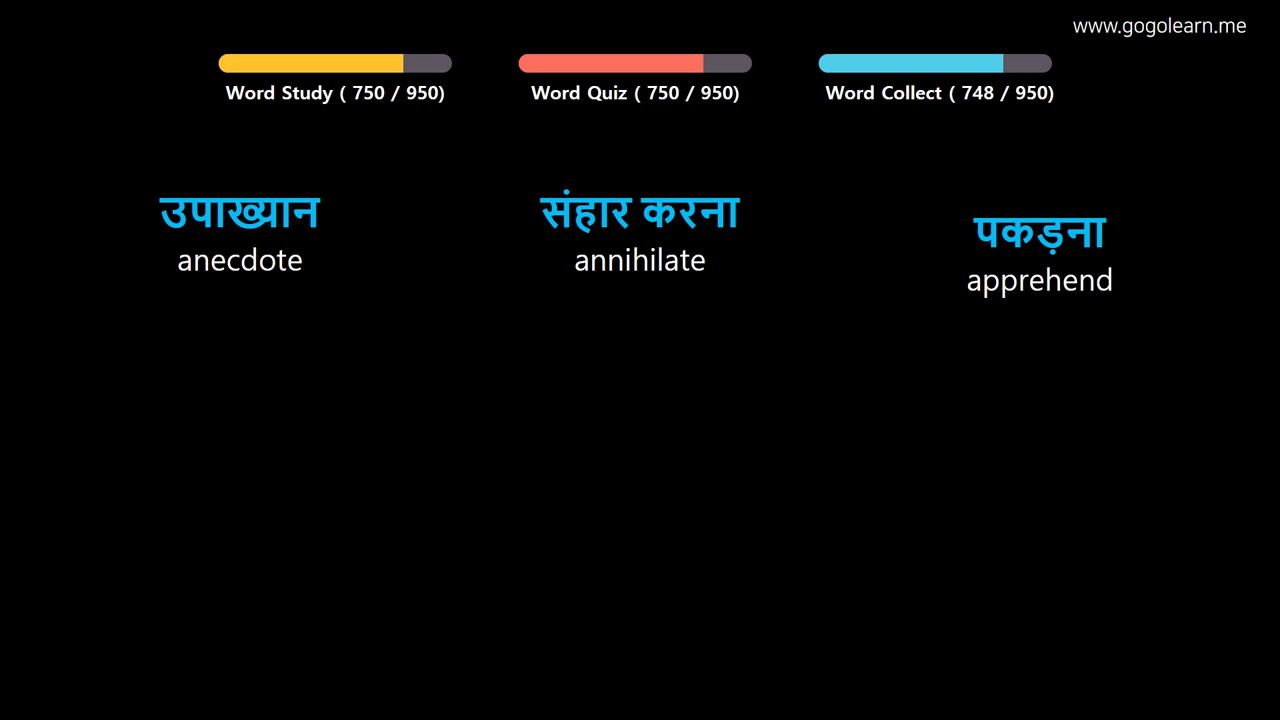 www.gogolearn.me
Word Study ( 750 / 950)
Word Quiz ( 750 / 950)
Word Collect ( 748 / 950)
उपाख्यान
anecdote
संहार करना
annihilate
पकड़ना
apprehend